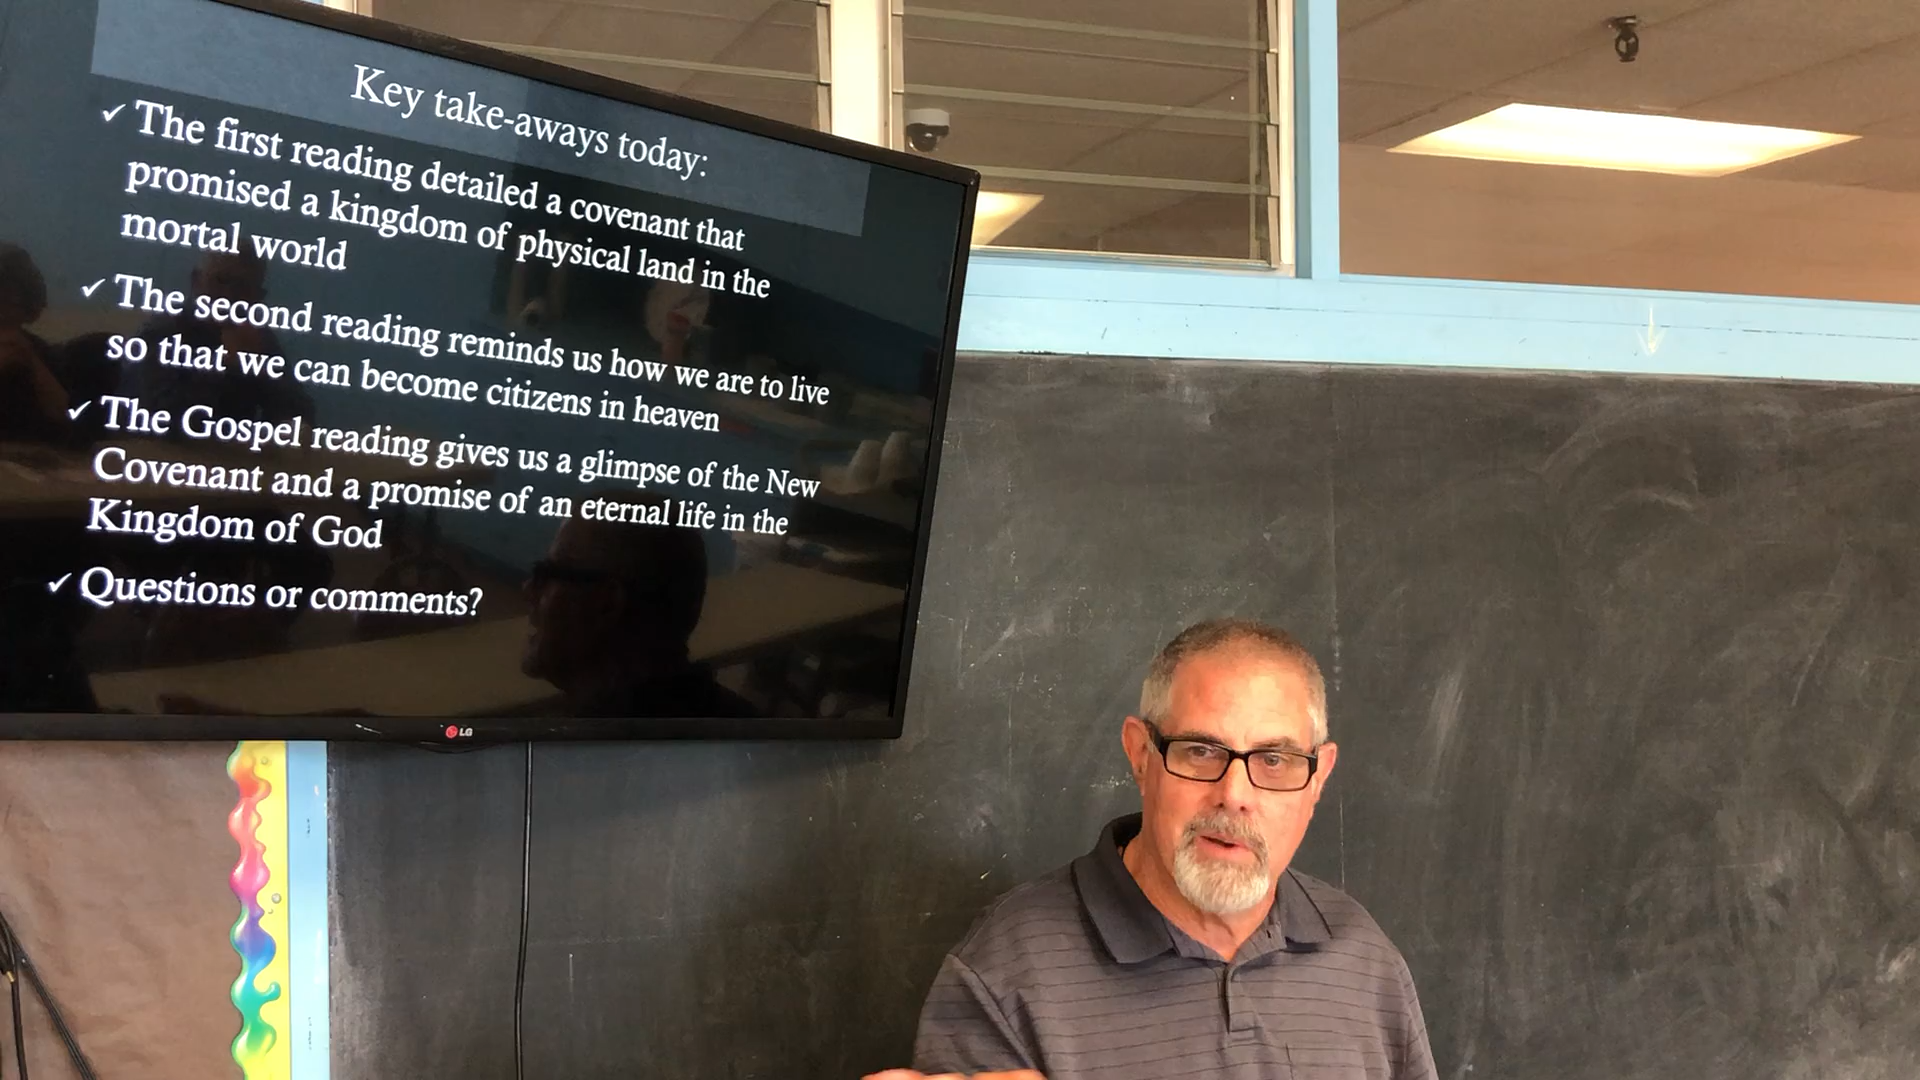 Key take-aways today:
✓ The first reading detailed a covenant that
promised a kingdom of physical land in the
mortal world
✓ The second reading reminds us how we are to live
so that we can become citizens in heaven
✓ The Gospel reading gives us a glimpse of the New
Covenant and a promise of an eternal life in the
Kingdom of God
✓ Questions or comments?
LG